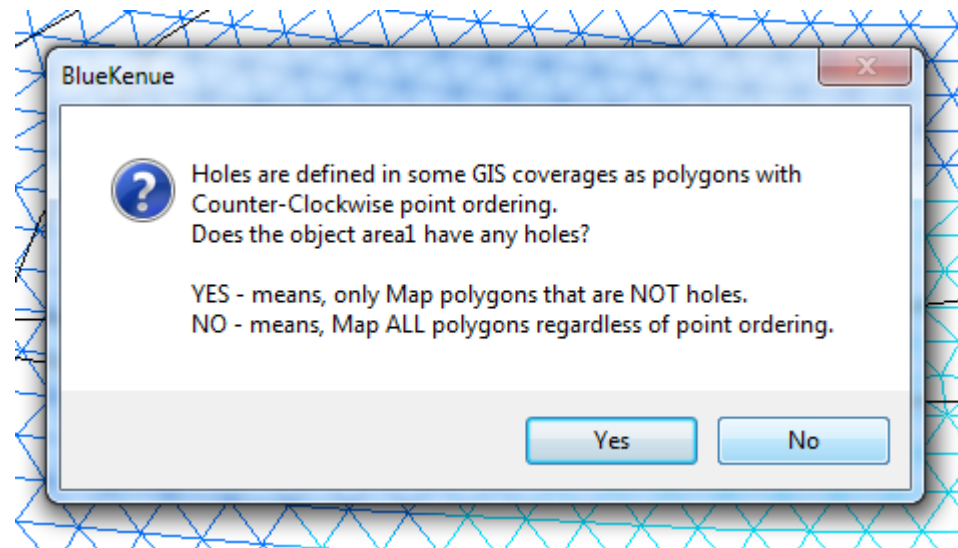 BlueKenue
Holes are defined in some GIS coverages as polygons with
Counter-Clockwise point ordering.
Does the object area1 have any holes?
YES - means, only Map polygons that are NOT holes.
NO - means, Map ALL polygons regardless of point ordering.
Yes
No